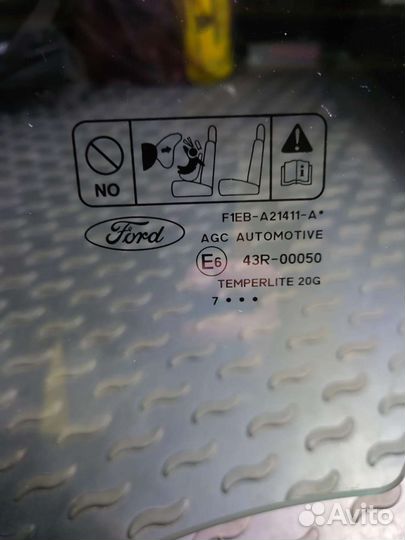 NO
F1EB-A21411-A*
Ford
AGC AUTOMOTIVE
E6 43R-00050
TEMPERLITE 20G
7 • • •
Avito